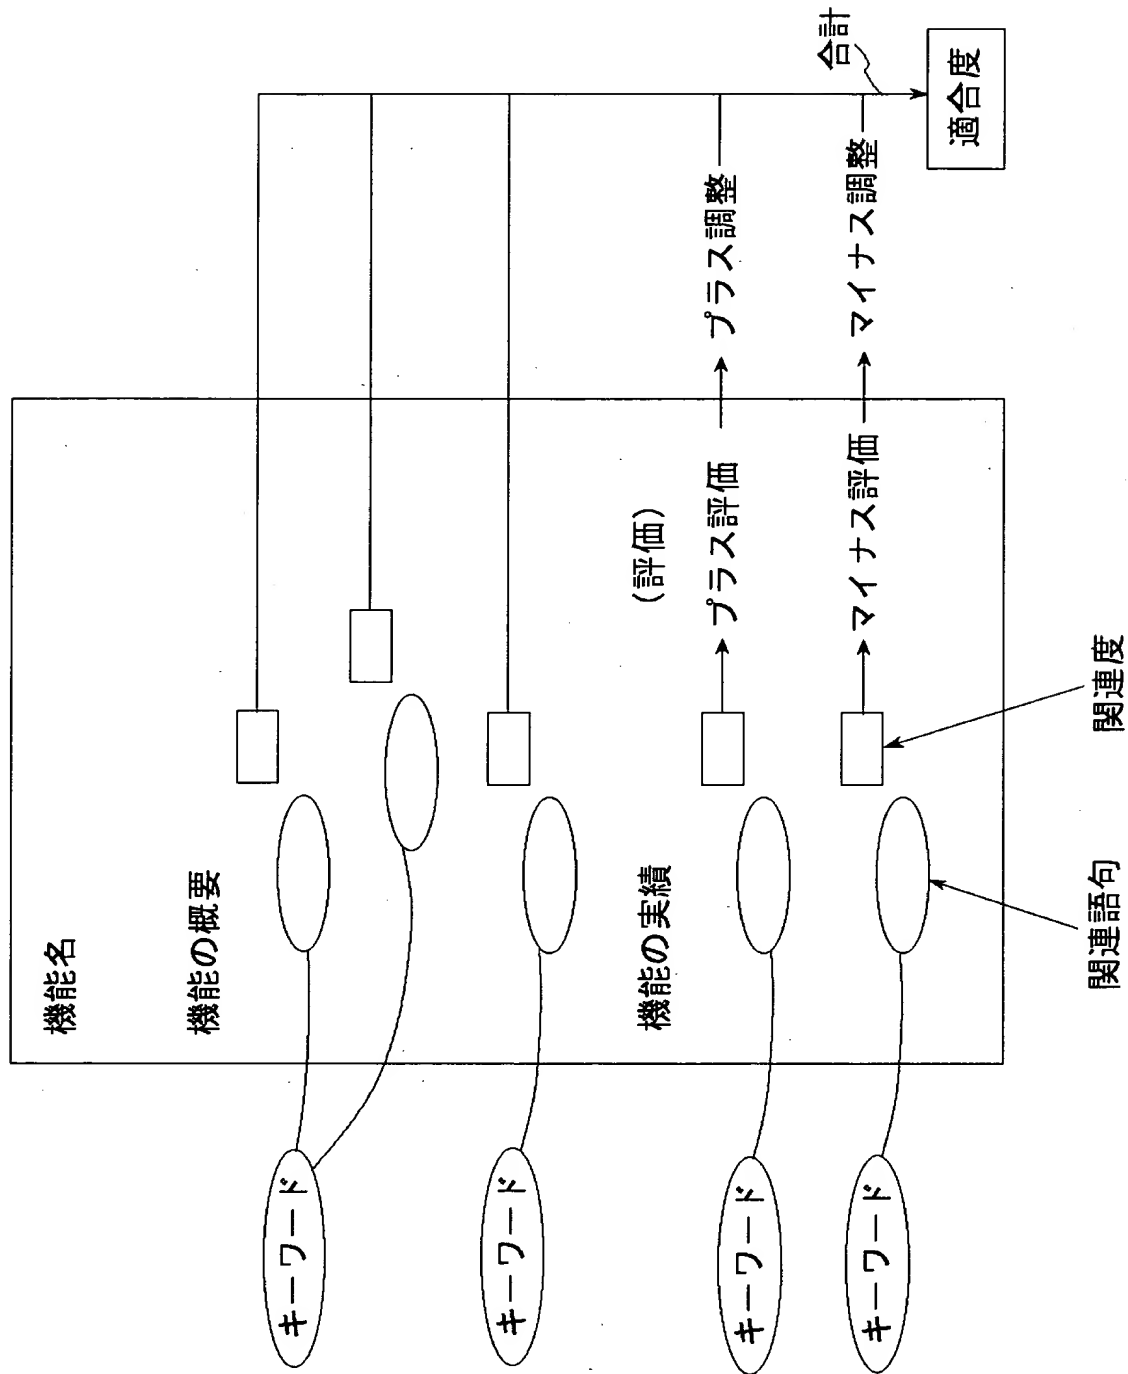 機能名
機能の概要
キーワード
キーワード
機能の実績
(評価)
キーワード
プラス評価
プラス調整
キーワード
マイナス評価
マイナス調整
合計
適合度
関連語句
関連度